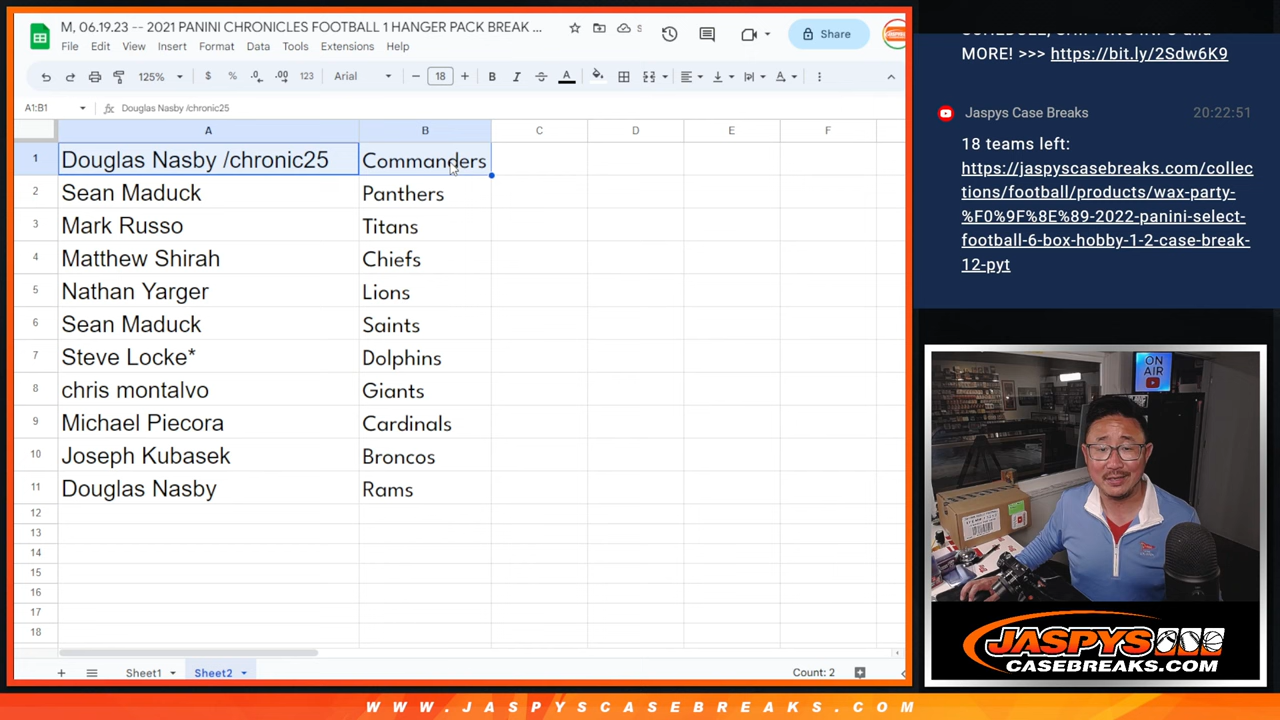 M, 06.19.23 -- 2021 PANINI CHRONICLES FOOTBALL 1 HANGER PACK BREAK ...
File Edit View Insert Format Data Tools Extensions Help
Share
125% $ % .0 .00 123 Arial 18 B I A
A1:B1 fx Douglas Nasby /chronic25
A B C D E F
1 Douglas Nasby /chronic25 Commanders
2 Sean Maduck Panthers
3 Mark Russo Titans
4 Matthew Shirah Chiefs
5 Nathan Yarger Lions
6 Sean Maduck Saints
7 Steve Locke* Dolphins
8 chris montalvo Giants
9 Michael Piecora Cardinals
10 Joseph Kubasek Broncos
11 Douglas Nasby Rams
12
13
14
15
16
17
18
Sheet1 Sheet2 Count: 2
MORE! >>> https://bit.ly/2Sdw6K9
Jaspys Case Breaks 20:22:51
18 teams left:
https://jaspyscasebreaks.com/collec
tions/football/products/wax-party-
%F0%9F%8E%89-2022-panini-select-
football-6-box-hobby-1-2-case-break-
12-pyt
ON
AIR
JASPYS
CASEBREAKS.COM
WWW.JASPYSCASEBREAKS.COM